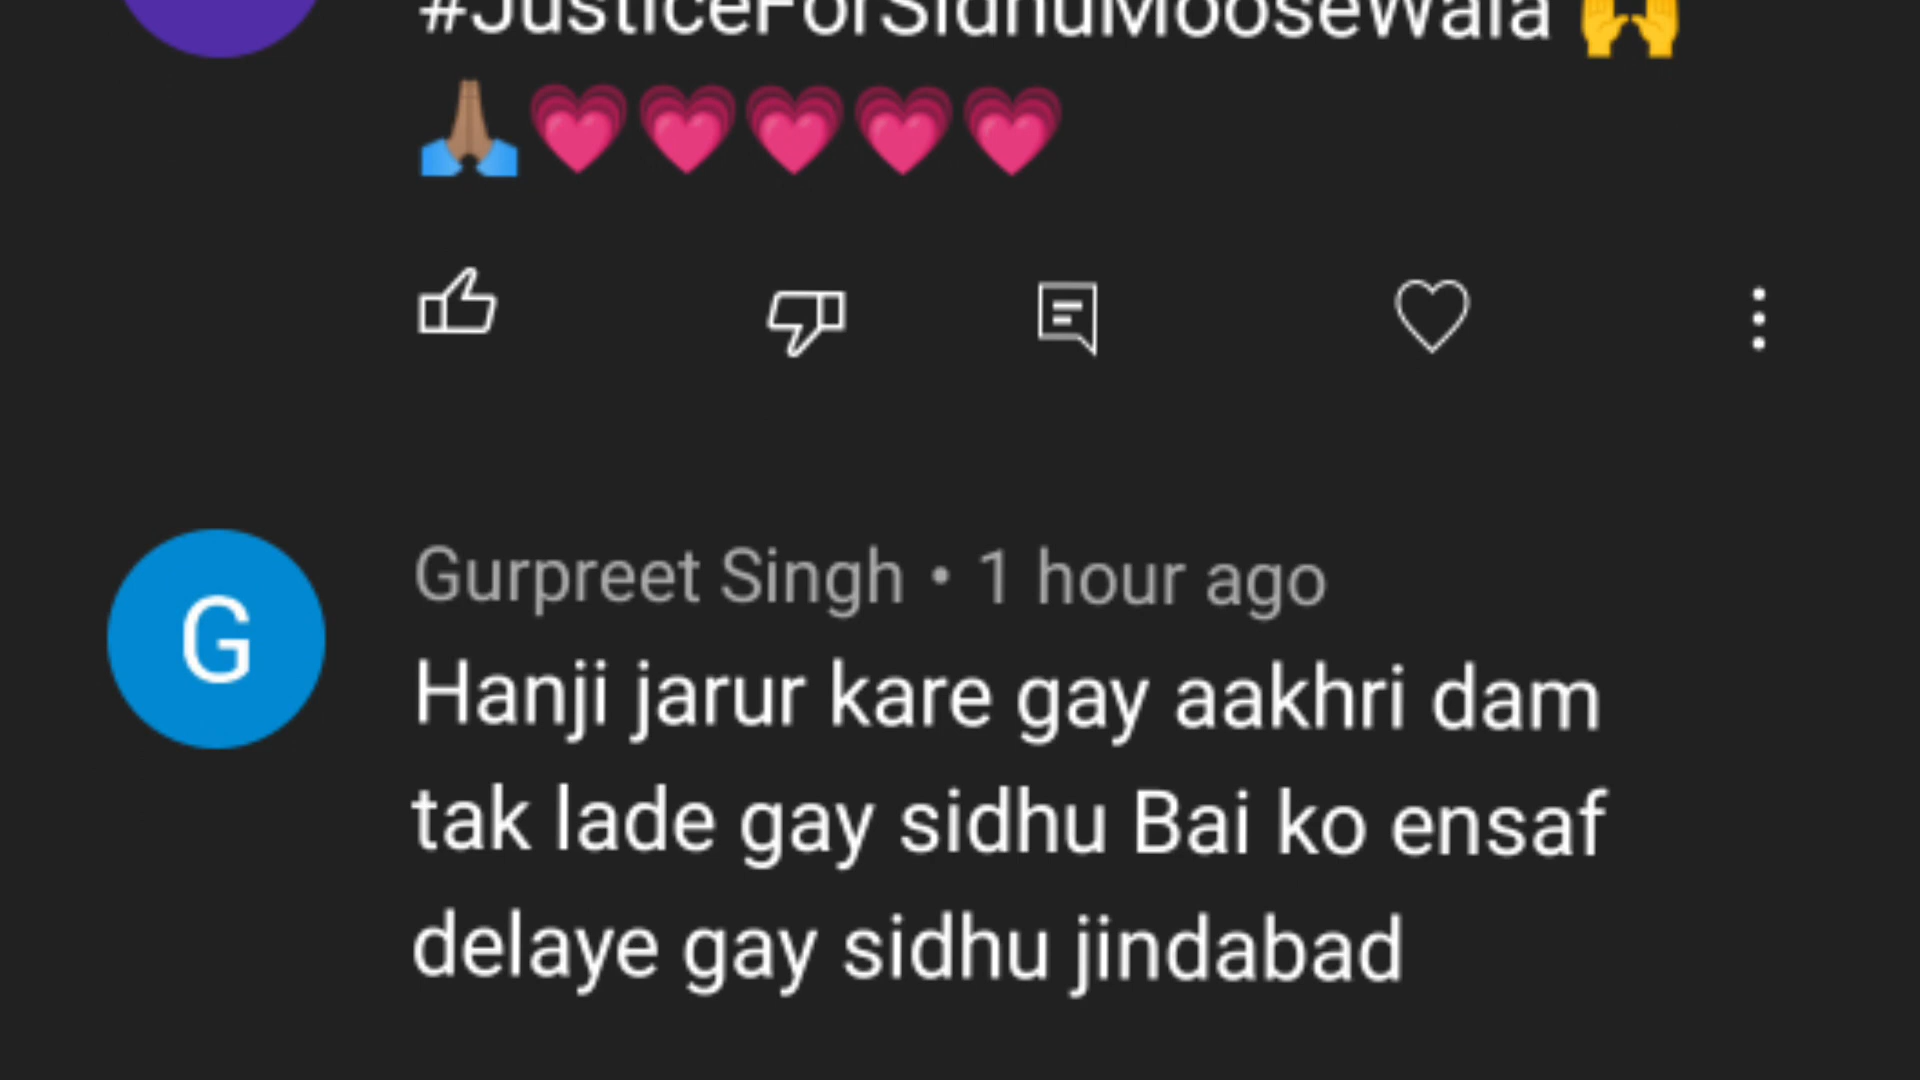 #JusticeForSidhuMooseWala 🙌
🙏🏽💗💗💗💗💗
G
Gurpreet Singh • 1 hour ago
Hanji jarur kare gay aakhri dam
tak lade gay sidhu Bai ko ensaf
delaye gay sidhu jindabad